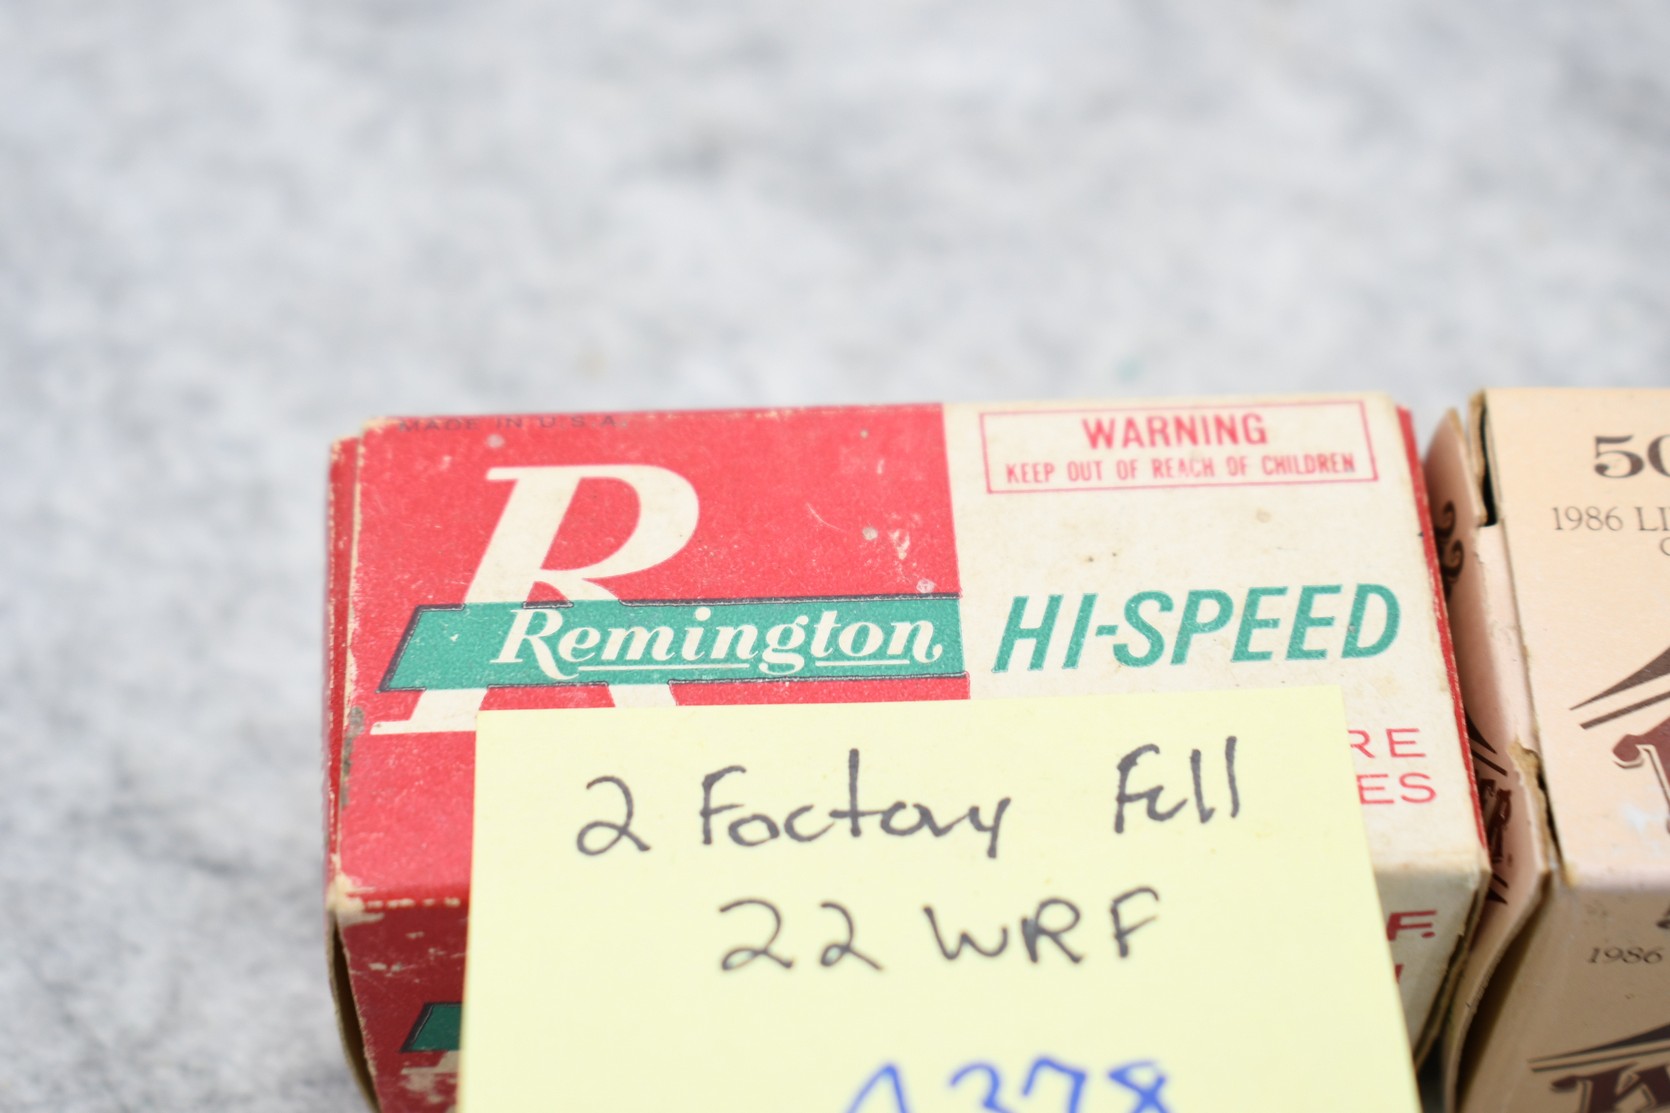 MADE IN U.S.A.
R
Remington
WARNING
KEEP OUT OF REACH OF CHILDREN
HI-SPEED
2 Factory Full
22 WRF
1378
RE
ES
F.
50
1986 LI
1986